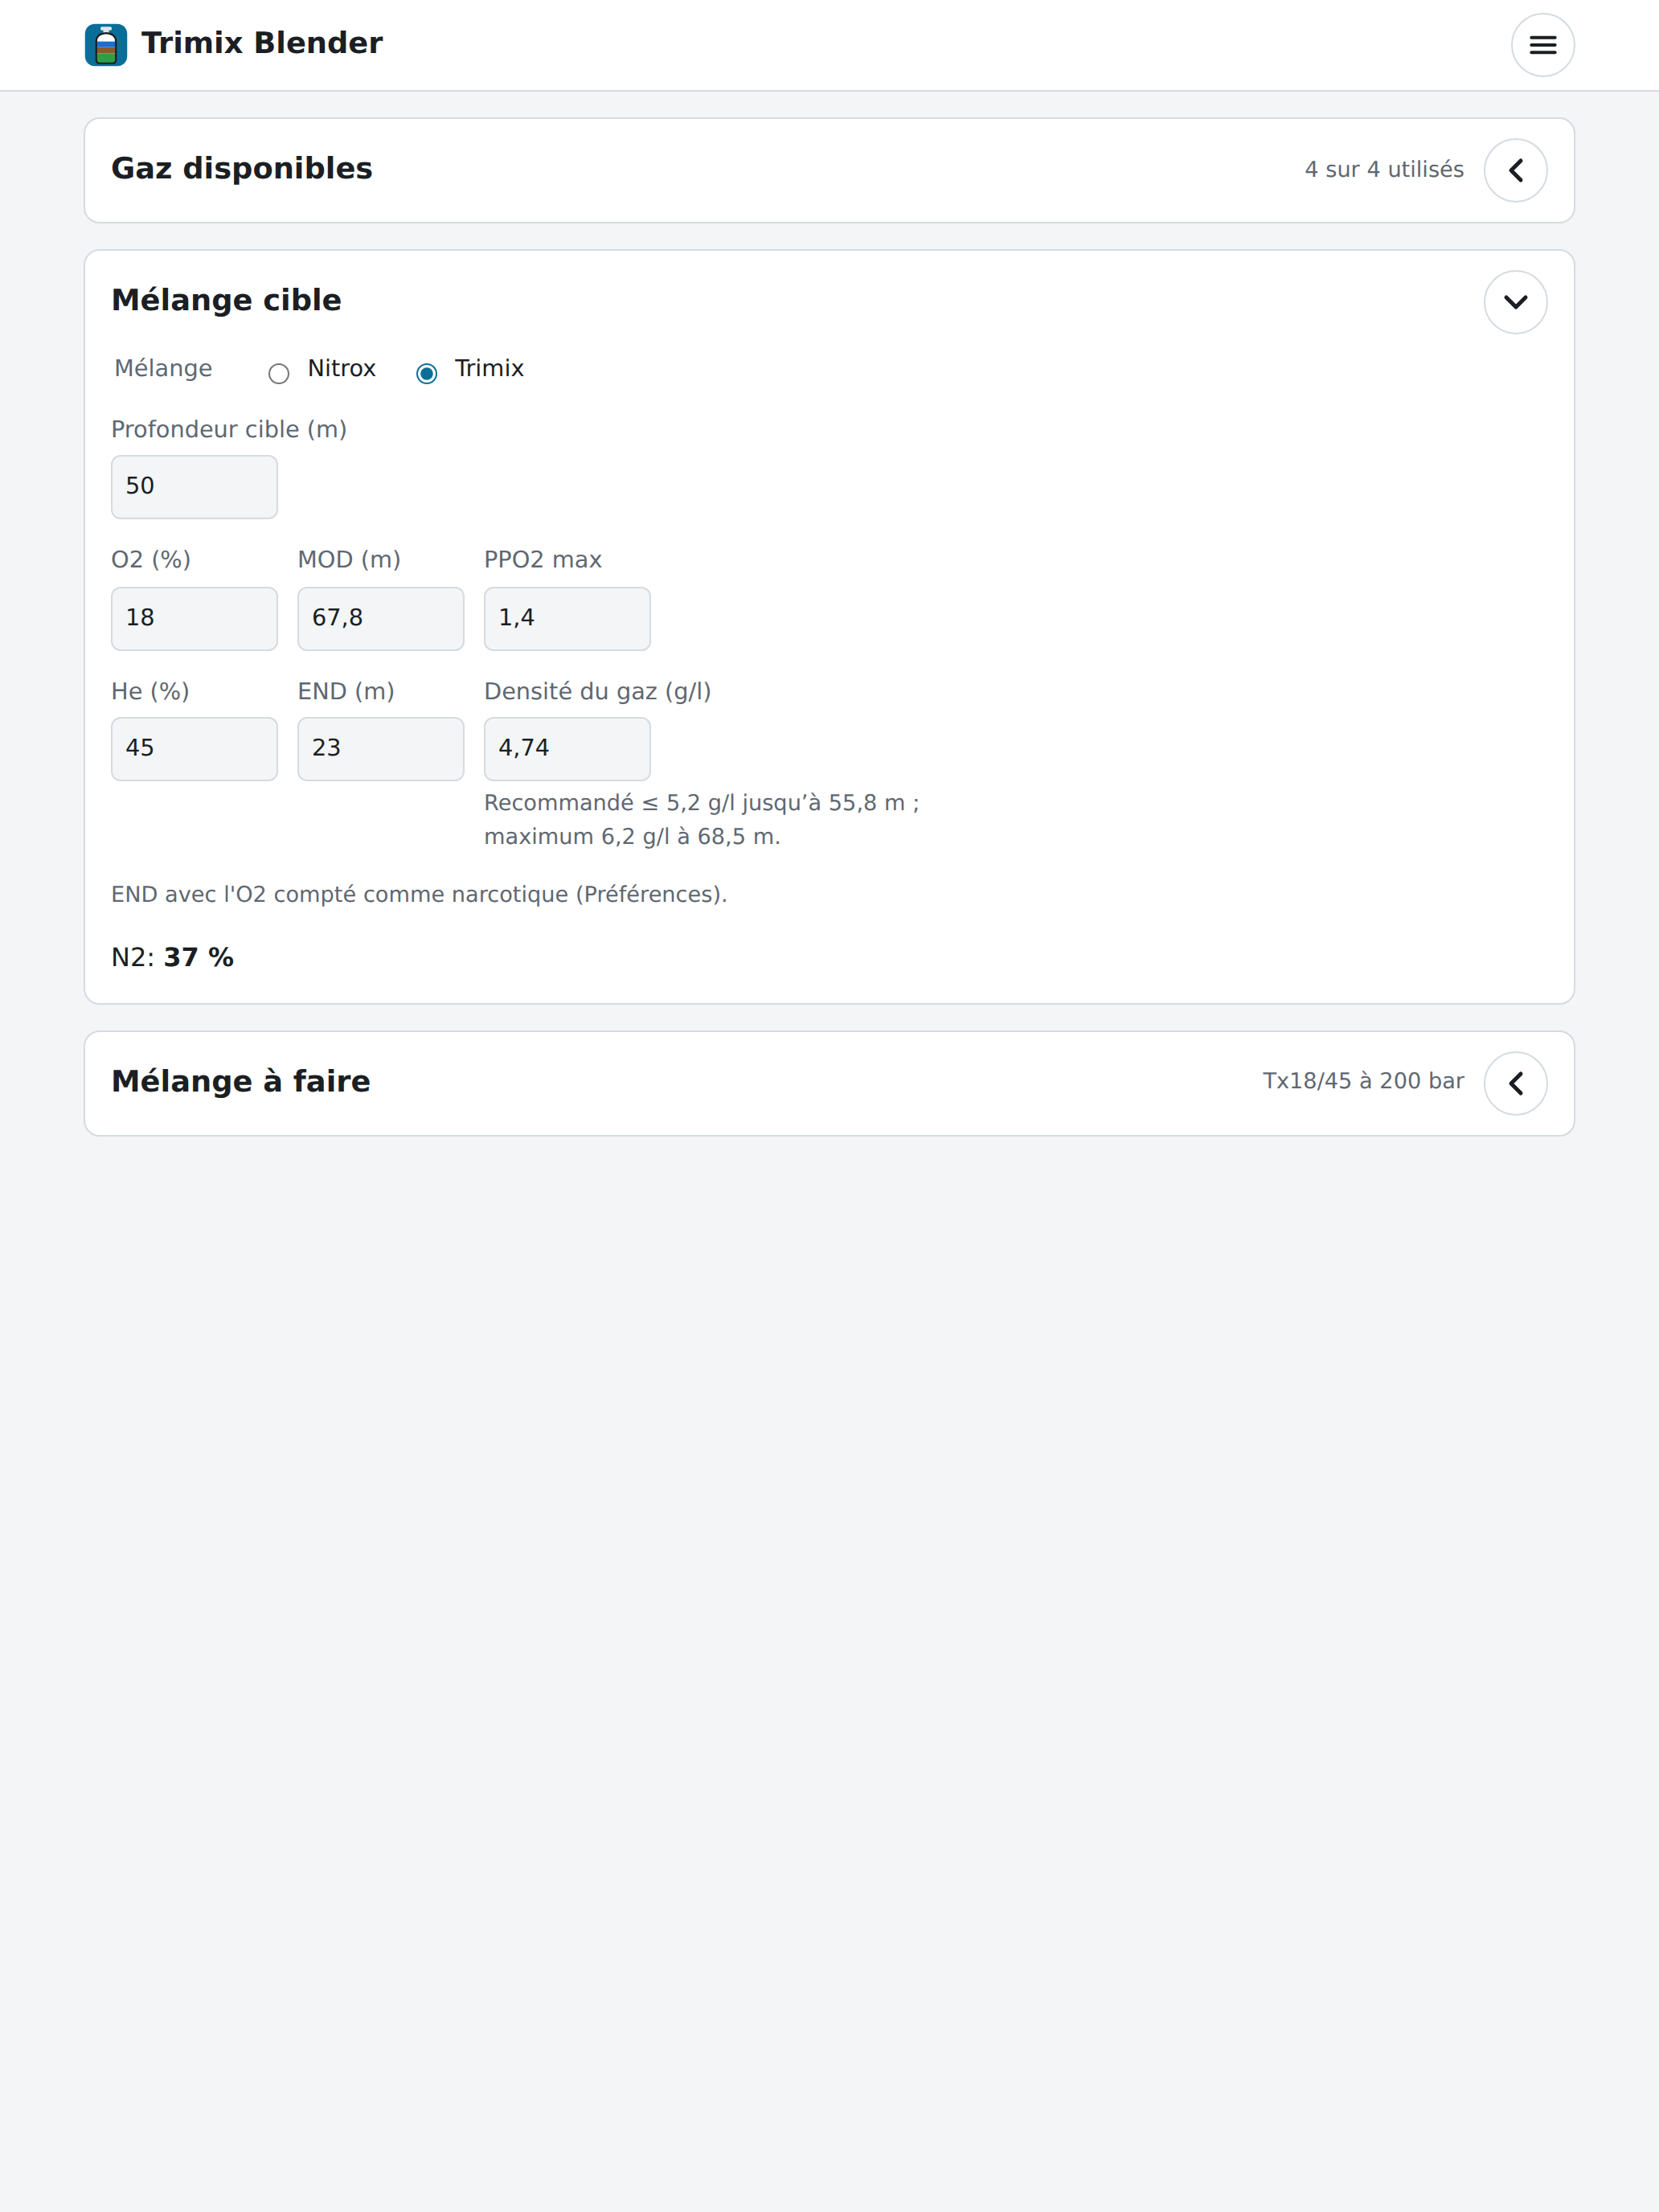 Trimix Blender
Gaz disponibles
4 sur 4 utilisés
Mélange cible
Mélange Nitrox Trimix
Profondeur cible (m)
50
O2 (%) MOD (m) PPO2 max
18 67,8 1,4
He (%) END (m) Densité du gaz (g/l)
45 23 4,74
Recommandé ≤ 5,2 g/l jusqu’à 55,8 m ;
maximum 6,2 g/l à 68,5 m.
END avec l'O2 compté comme narcotique (Préférences).
N2: 37 %
Mélange à faire
Tx18/45 à 200 bar